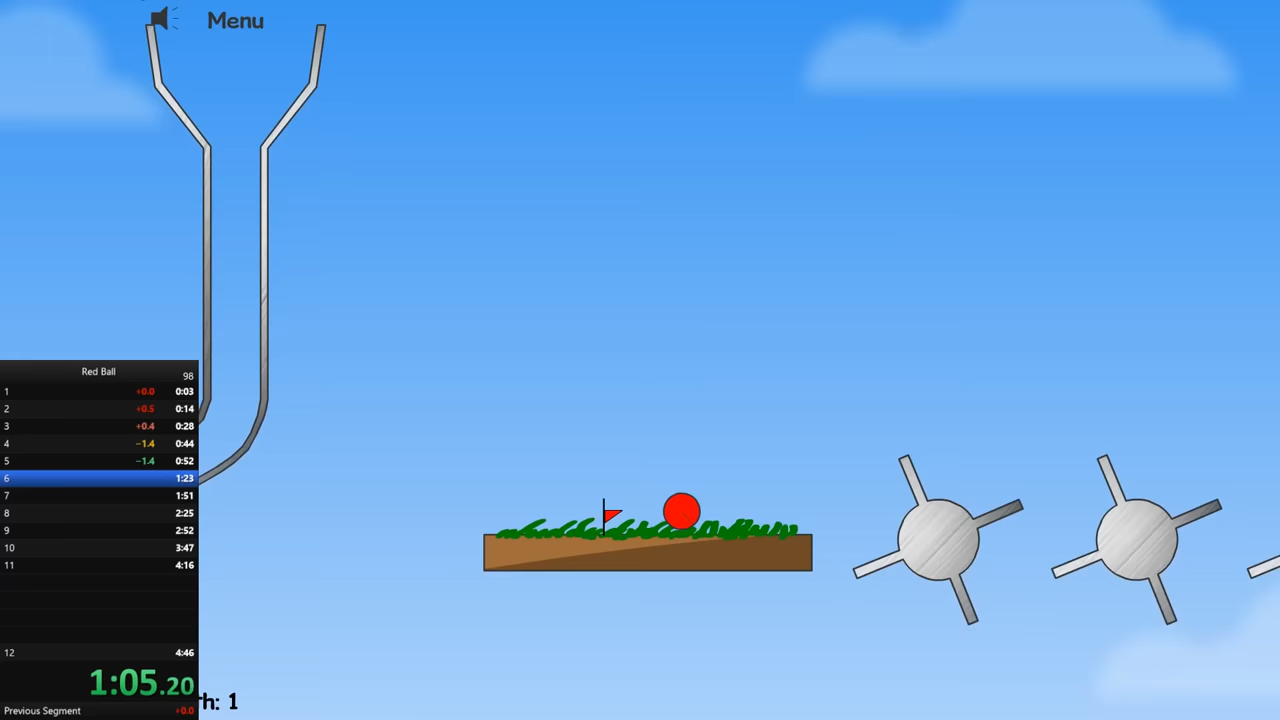 Menu
Red Ball
98
1 +0.0 0:03
2 +0.5 0:14
3 +0.4 0:28
4 −1.4 0:44
5 −1.4 0:52
6 1:23
7 1:51
8 2:25
9 2:52
10 3:47
11 4:16
12 4:46
1:05.20
Previous Segment +0.0
rh: 1